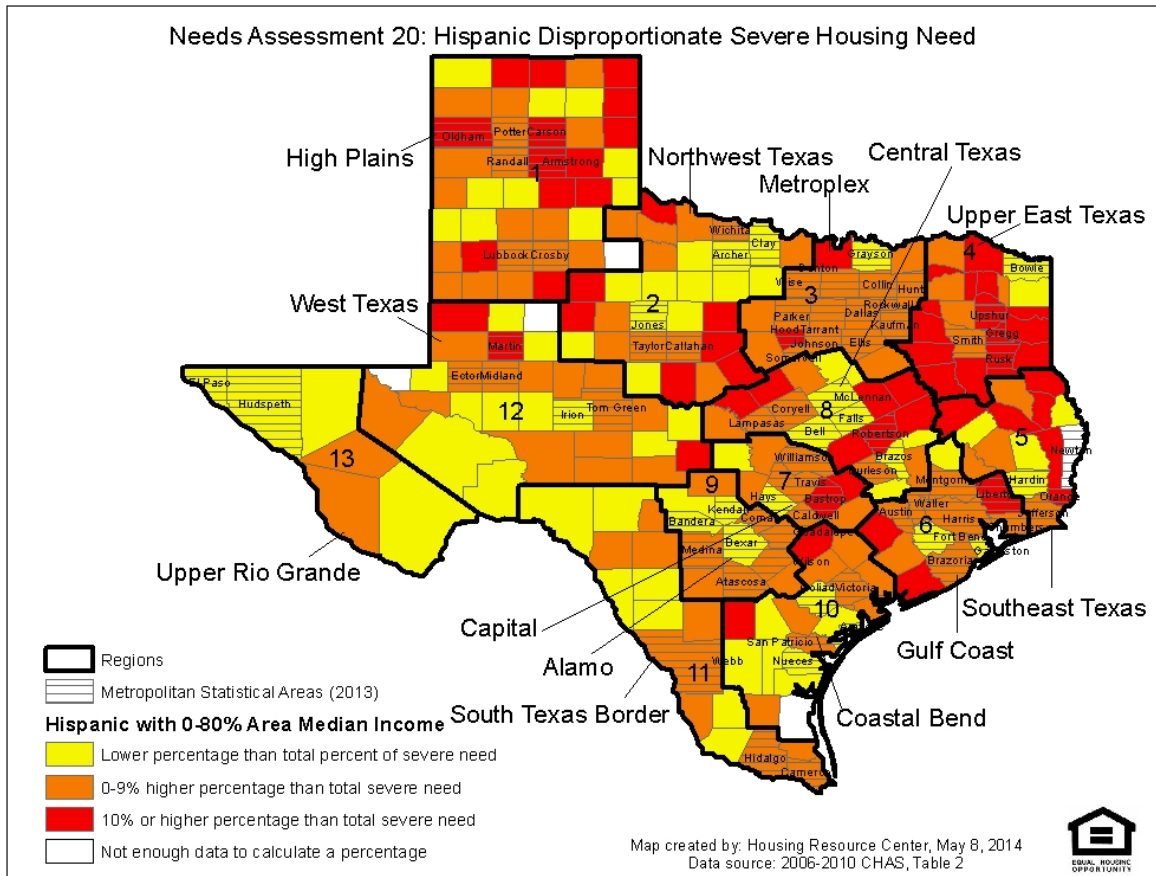 Needs Assessment 20: Hispanic Disproportionate Severe Housing Need
High Plains
Northwest Texas
Central Texas
Metroplex
Upper East Texas
West Texas
Upper Rio Grande
Capital
Alamo
South Texas Border
Coastal Bend
Gulf Coast
Southeast Texas
1
2
3
4
5
6
7
8
9
10
11
12
13
Oldham
Potter
Carson
Randall
Armstrong
Lubbock
Crosby
Wichita
Archer
Clay
Jones
Taylor
Callahan
Martin
Ector
Midland
Irion
Tom Green
El Paso
Hudspeth
Grayson
Denton
Wise
Collin
Hunt
Rockwall
Parker
Dallas
Hood
Tarrant
Kaufman
Johnson
Ellis
Somervell
Bowie
Upshur
Gregg
Smith
Rusk
McLennan
Coryell
Falls
Lampasas
Bell
Robertson
Brazos
Burleson
Williamson
Travis
Hays
Bastrop
Caldwell
Newton
Hardin
Orange
Jefferson
Montgomery
Liberty
Waller
Austin
Harris
Chambers
Fort Bend
Galveston
Brazoria
Kendall
Bandera
Comal
Guadalupe
Bexar
Medina
Wilson
Atascosa
Goliad
Victoria
San Patricio
Nueces
Webb
Hidalgo
Cameron
Regions
Metropolitan Statistical Areas (2013)
Hispanic with 0-80% Area Median Income
Lower percentage than total percent of severe need
0-9% higher percentage than total severe need
10% or higher percentage than total severe need
Not enough data to calculate a percentage
Map created by: Housing Resource Center, May 8, 2014
Data source: 2006-2010 CHAS, Table 2
EQUAL HOUSING
OPPORTUNITY